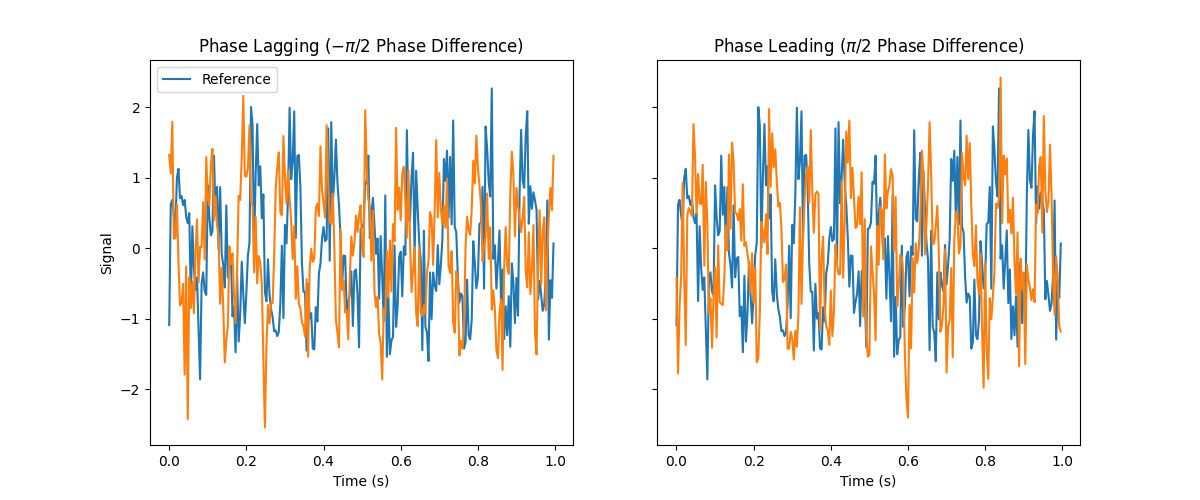 Phase Lagging (−π/2 Phase Difference)
Phase Leading (π/2 Phase Difference)
Reference
Signal
2
1
0
−1
−2
0.0 0.2 0.4 0.6 0.8 1.0
0.0 0.2 0.4 0.6 0.8 1.0
Time (s)
Time (s)